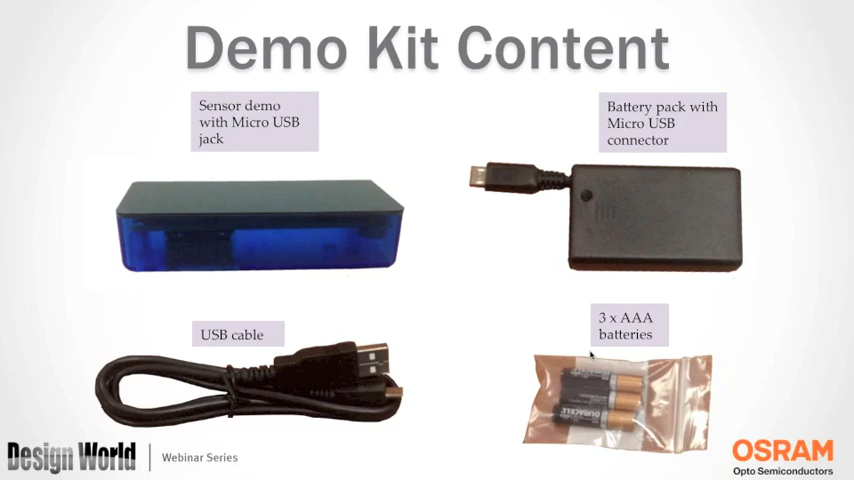 Demo Kit Content
Sensor demo
with Micro USB
jack
Battery pack with
Micro USB
connector
USB cable
3 x AAA
batteries
DURACELL
Design World
Webinar Series
OSRAM
Opto Semiconductors